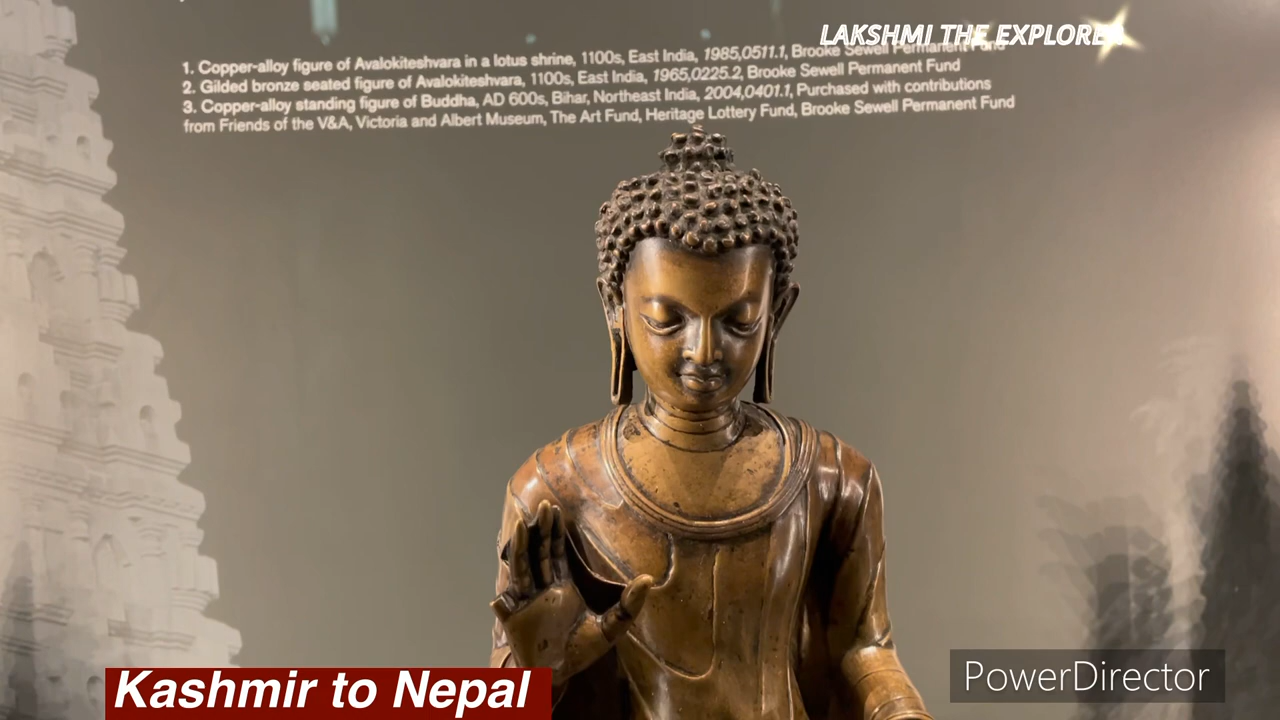 LAKSHMI THE EXPLORER
1. Copper-alloy figure of Avalokiteshvara in a lotus shrine, 1100s, East India, 1985,0511.1, Brooke Sewell Permanent Fund
2. Gilded bronze seated figure of Avalokiteshvara, 1100s, East India, 1965,0225.2, Brooke Sewell Permanent Fund
3. Copper-alloy standing figure of Buddha, AD 600s, Bihar, Northeast India, 2004,0401.1, Purchased with contributions
from Friends of the V&A, Victoria and Albert Museum, The Art Fund, Heritage Lottery Fund, Brooke Sewell Permanent Fund
Kashmir to Nepal
PowerDirector